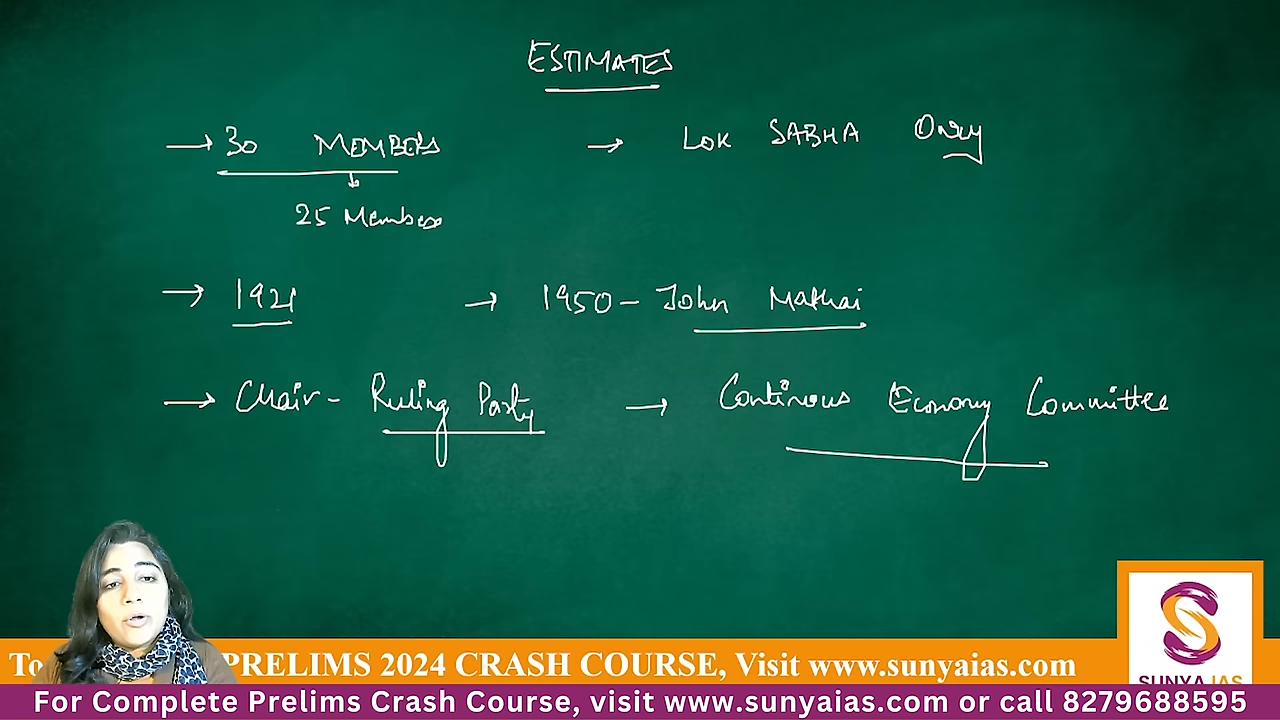 ESTIMATES
→ 30 MEMBERS → LOK SABHA ONLY
25 Members
→ 1921 → 1950 – John Mathai
→ Chair – Ruling Party → Continous Economy Committee
To PRELIMS 2024 CRASH COURSE, Visit www.sunyaias.com
SUNYA IAS
For Complete Prelims Crash Course, visit www.sunyaias.com or call 8279688595